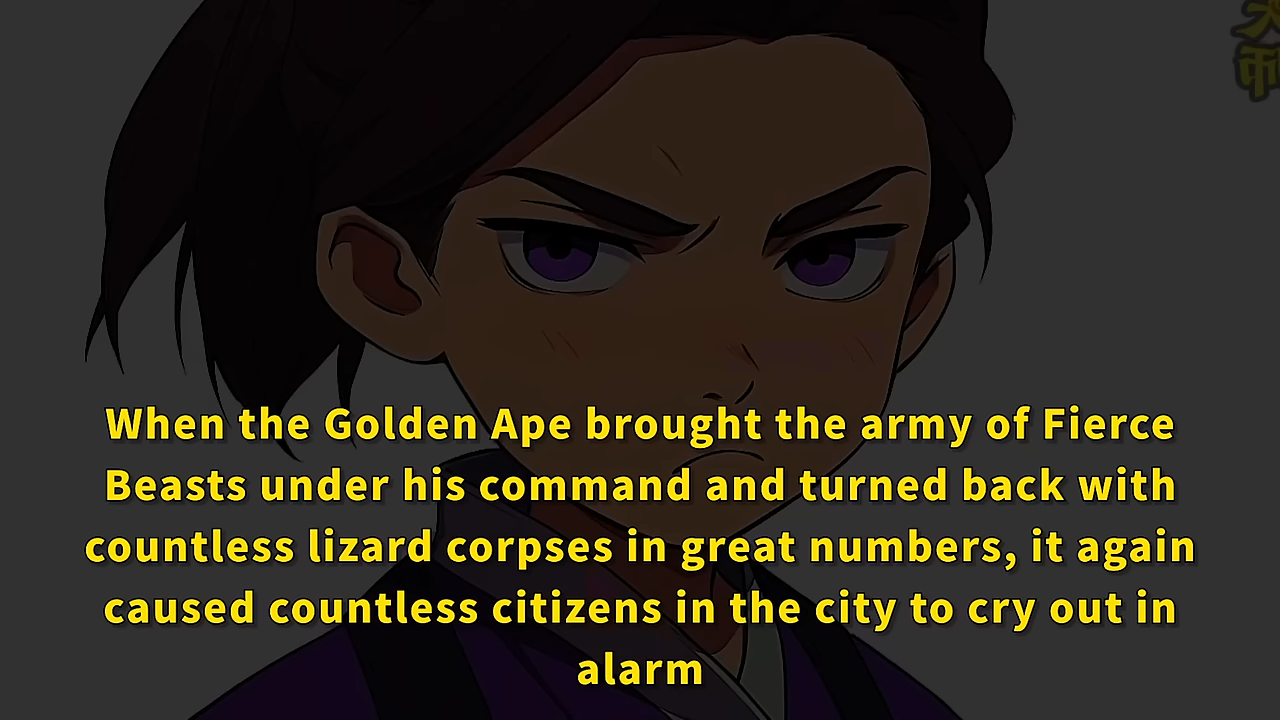 When the Golden Ape brought the army of Fierce
Beasts under his command and turned back with
countless lizard corpses in great numbers, it again
caused countless citizens in the city to cry out in
alarm